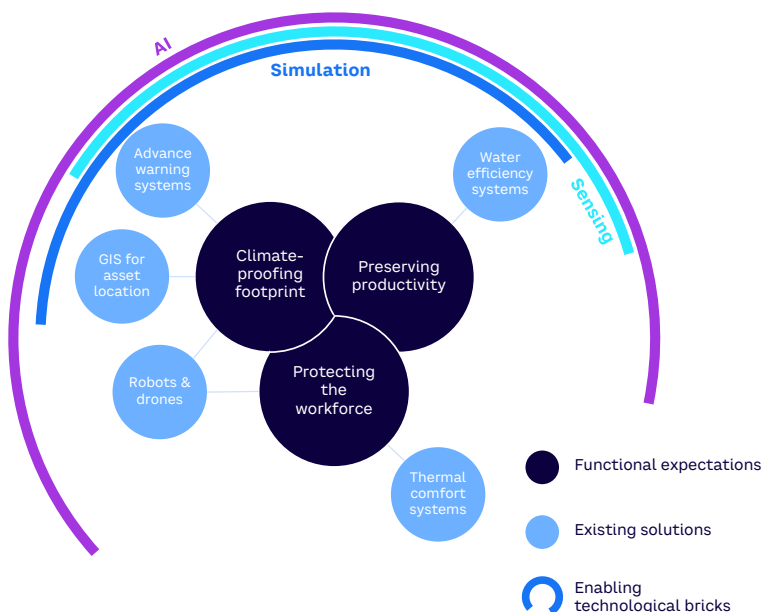 AI
Simulation
Sensing
Advance
warning
systems
Water
efficiency
systems
GIS for
asset
location
Climate-
proofing
footprint
Preserving
productivity
Robots &
drones
Protecting
the
workforce
Thermal
comfort
systems
Functional expectations
Existing solutions
Enabling
technological bricks